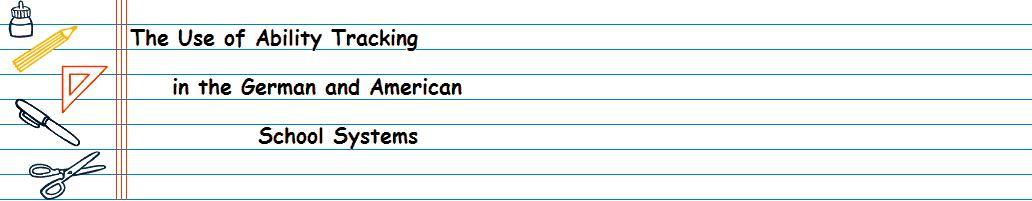 The Use of Ability Tracking
in the German and American
School Systems